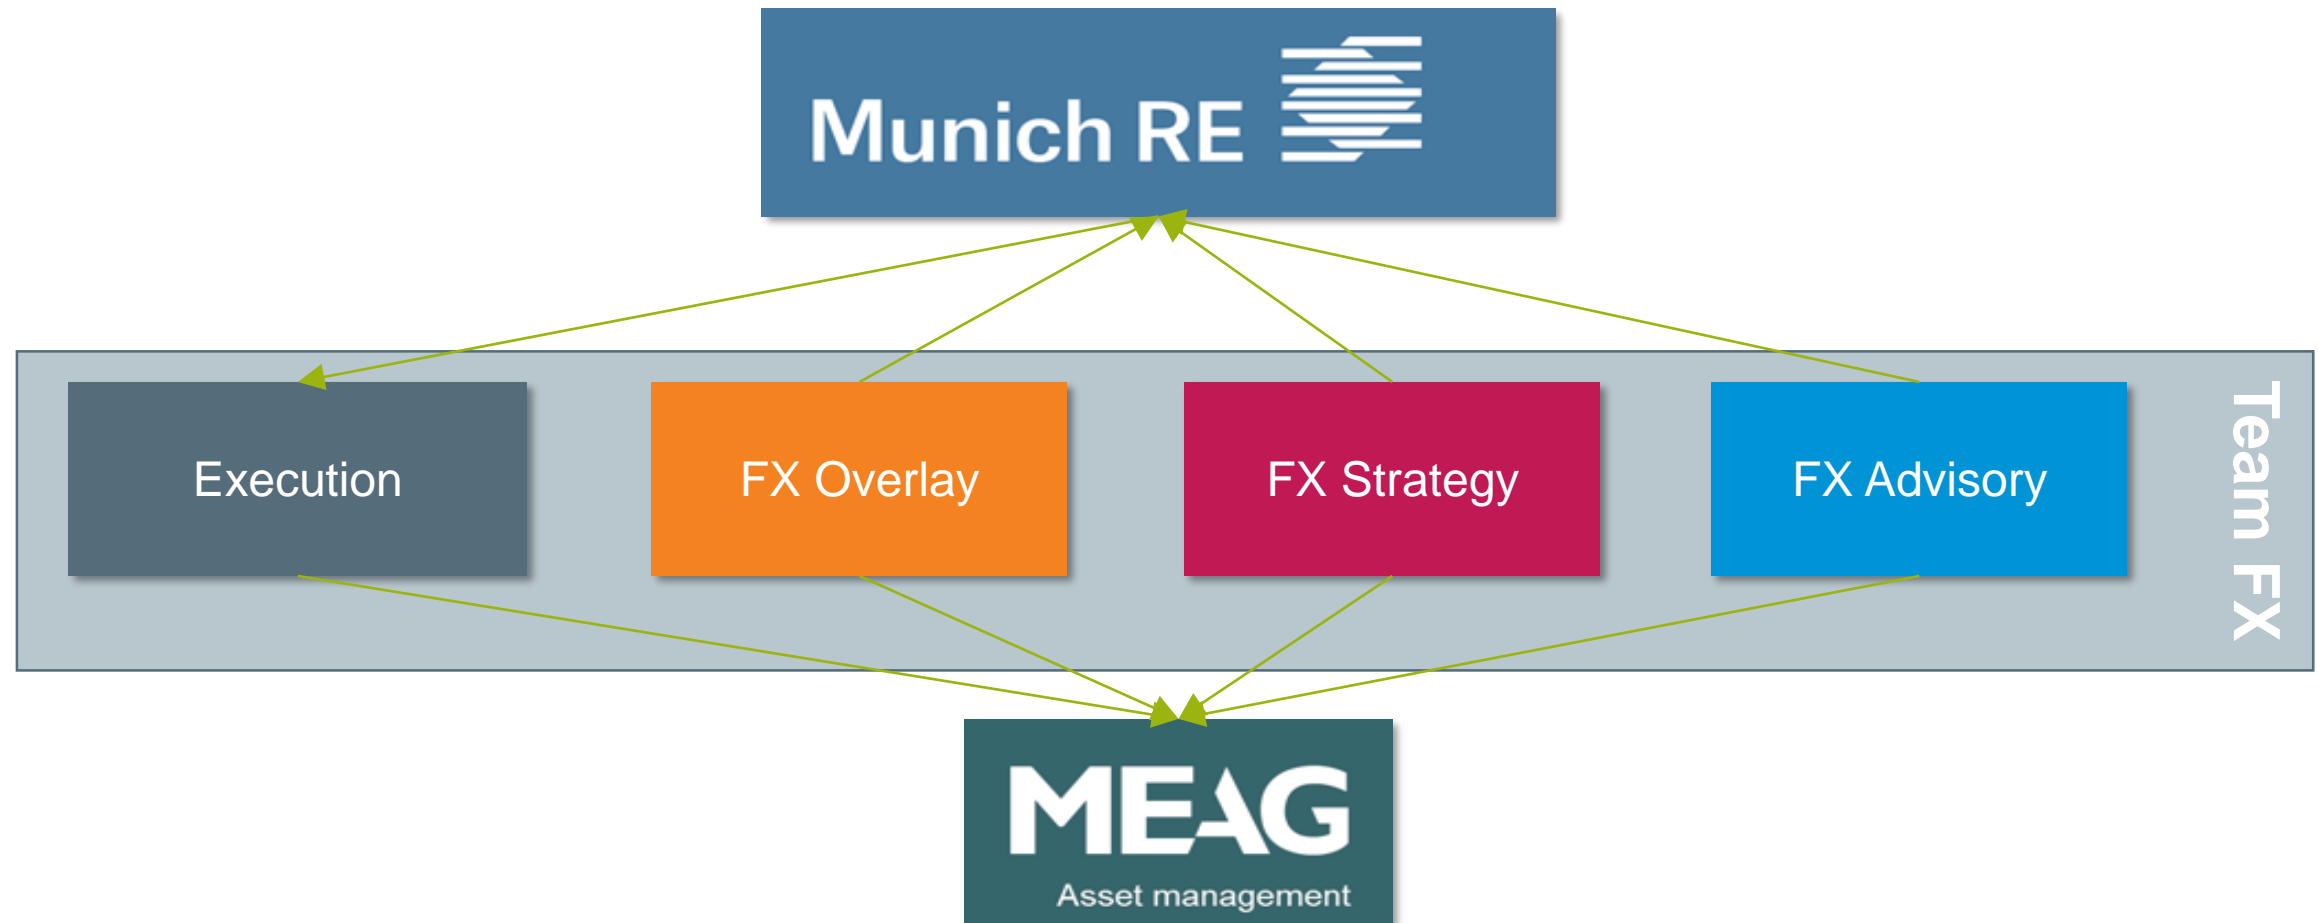 Munich RE
Execution
FX Overlay
FX Strategy
FX Advisory
Team FX
MEAG
Asset management